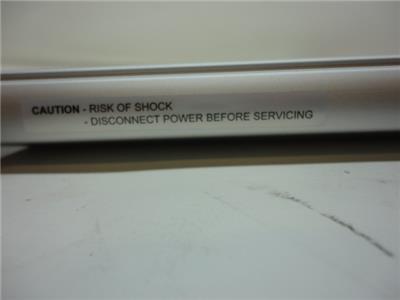 CAUTION - RISK OF SHOCK
- DISCONNECT POWER BEFORE SERVICING